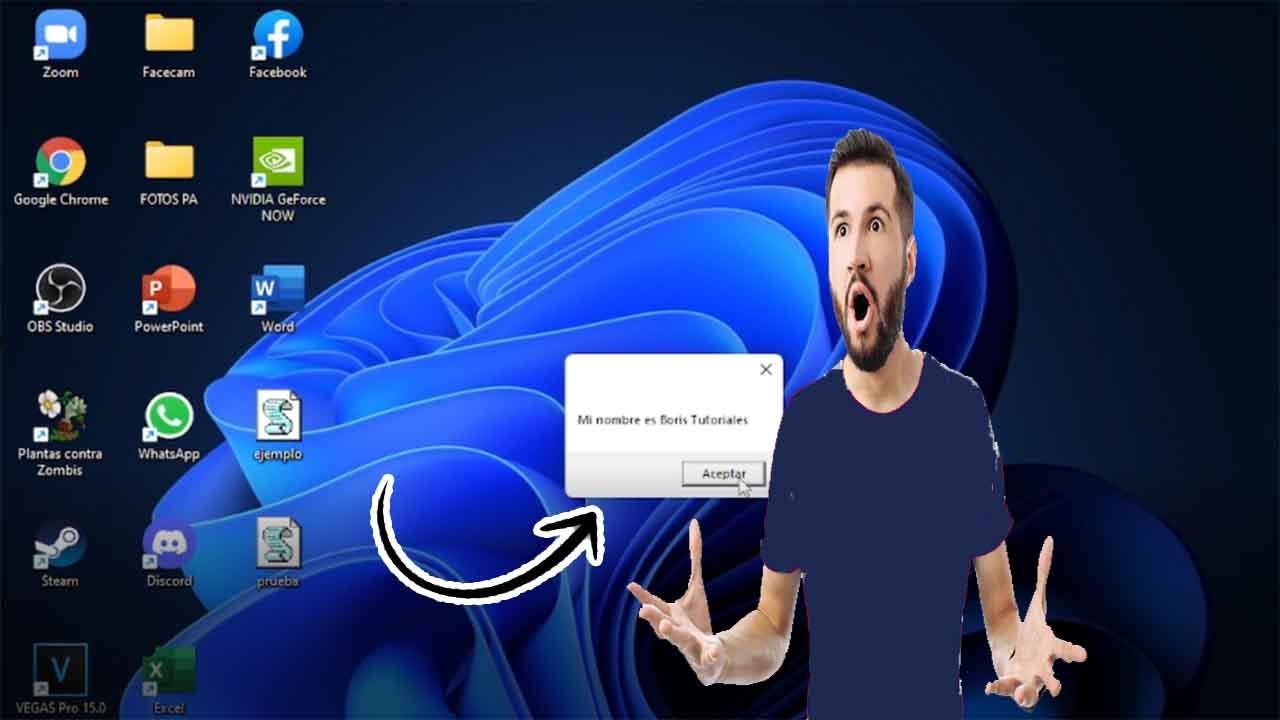 Zoom
Facecam
Facebook
Google Chrome
FOTOS PA
NVIDIA GeForce
NOW
OBS Studio
PowerPoint
Word
Plantas contra
Zombis
WhatsApp
ejemplo
Steam
Discord
prueba
VEGAS Pro 15.0
Excel
Mi nombre es Boris Tutoriales
Aceptar